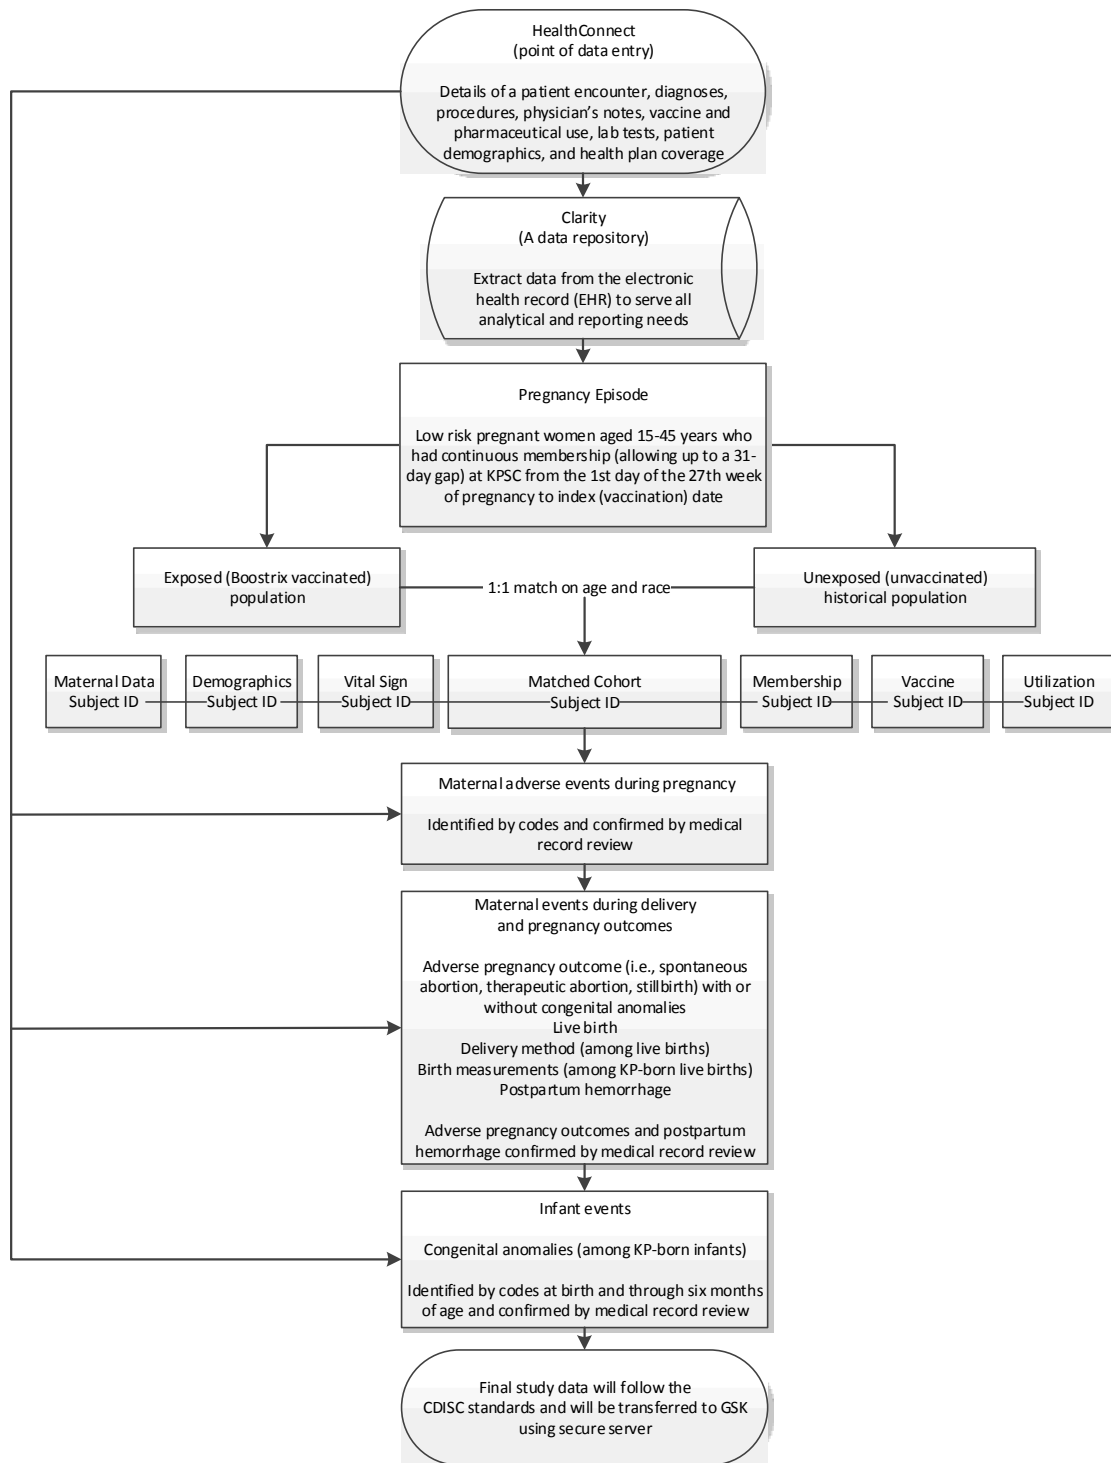 HealthConnect
(point of data entry)
Details of a patient encounter, diagnoses,
procedures, physician's notes, vaccine and
pharmaceutical use, lab tests, patient
demographics, and health plan coverage
Clarity
(A data repository)
Extract data from the electronic
health record (EHR) to serve all
analytical and reporting needs
Pregnancy Episode
Low risk pregnant women aged 15-45 years who
had continuous membership (allowing up to a 31-
day gap) at KPSC from the 1st day of the 27th week
of pregnancy to index (vaccination) date
Exposed (Boostrix vaccinated)
population
1:1 match on age and race
Unexposed (unvaccinated)
historical population
Maternal Data
Subject ID
Demographics
Subject ID
Vital Sign
Subject ID
Matched Cohort
Subject ID
Membership
Subject ID
Vaccine
Subject ID
Utilization
Subject ID
Maternal adverse events during pregnancy
Identified by codes and confirmed by medical
record review
Maternal events during delivery
and pregnancy outcomes
Adverse pregnancy outcome (i.e., spontaneous
abortion, therapeutic abortion, stillbirth) with or
without congenital anomalies
Live birth
Delivery method (among live births)
Birth measurements (among KP-born live births)
Postpartum hemorrhage
Adverse pregnancy outcomes and postpartum
hemorrhage confirmed by medical record review
Infant events
Congenital anomalies (among KP-born infants)
Identified by codes at birth and through six months
of age and confirmed by medical record review
Final study data will follow the
CDISC standards and will be transferred to GSK
using secure server